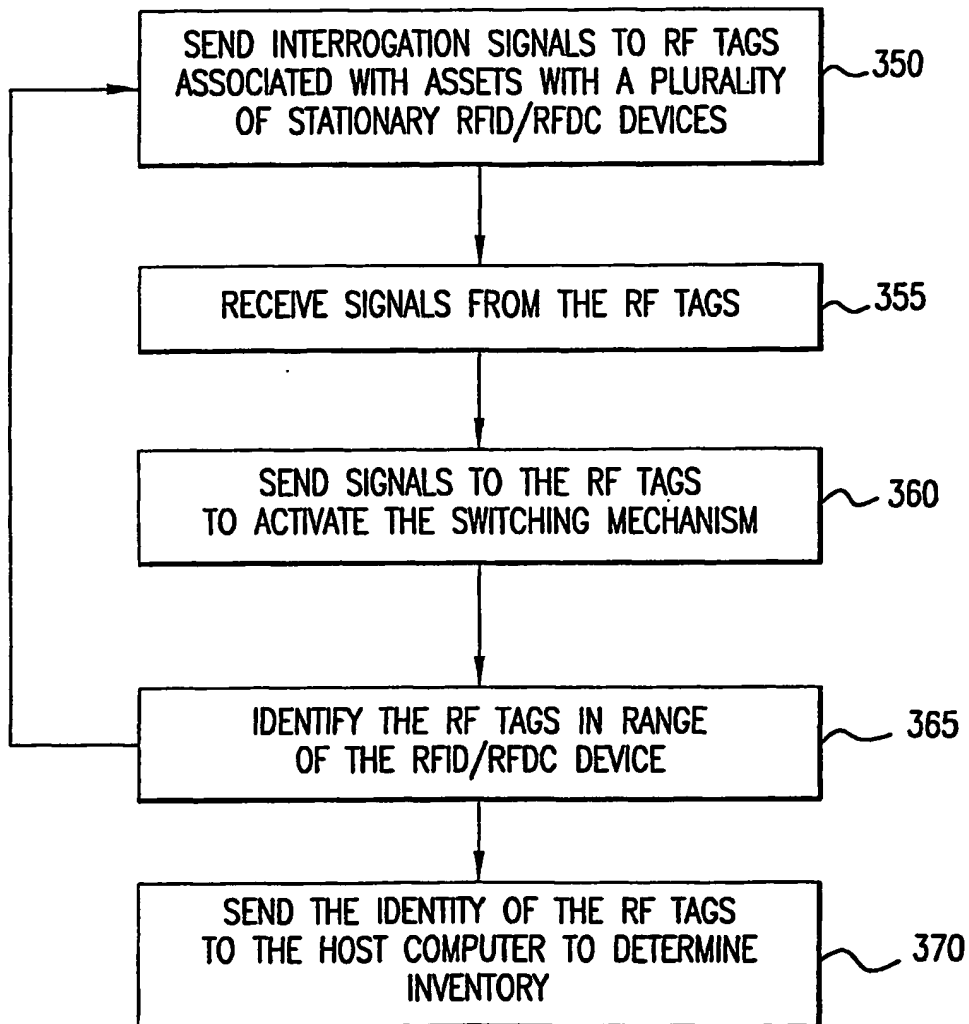 SEND INTERROGATION SIGNALS TO RF TAGS
ASSOCIATED WITH ASSETS WITH A PLURALITY
OF STATIONARY RFID/RFDC DEVICES
350
RECEIVE SIGNALS FROM THE RF TAGS
355
SEND SIGNALS TO THE RF TAGS
TO ACTIVATE THE SWITCHING MECHANISM
360
IDENTIFY THE RF TAGS IN RANGE
OF THE RFID/RFDC DEVICE
365
SEND THE IDENTITY OF THE RF TAGS
TO THE HOST COMPUTER TO DETERMINE
INVENTORY
370